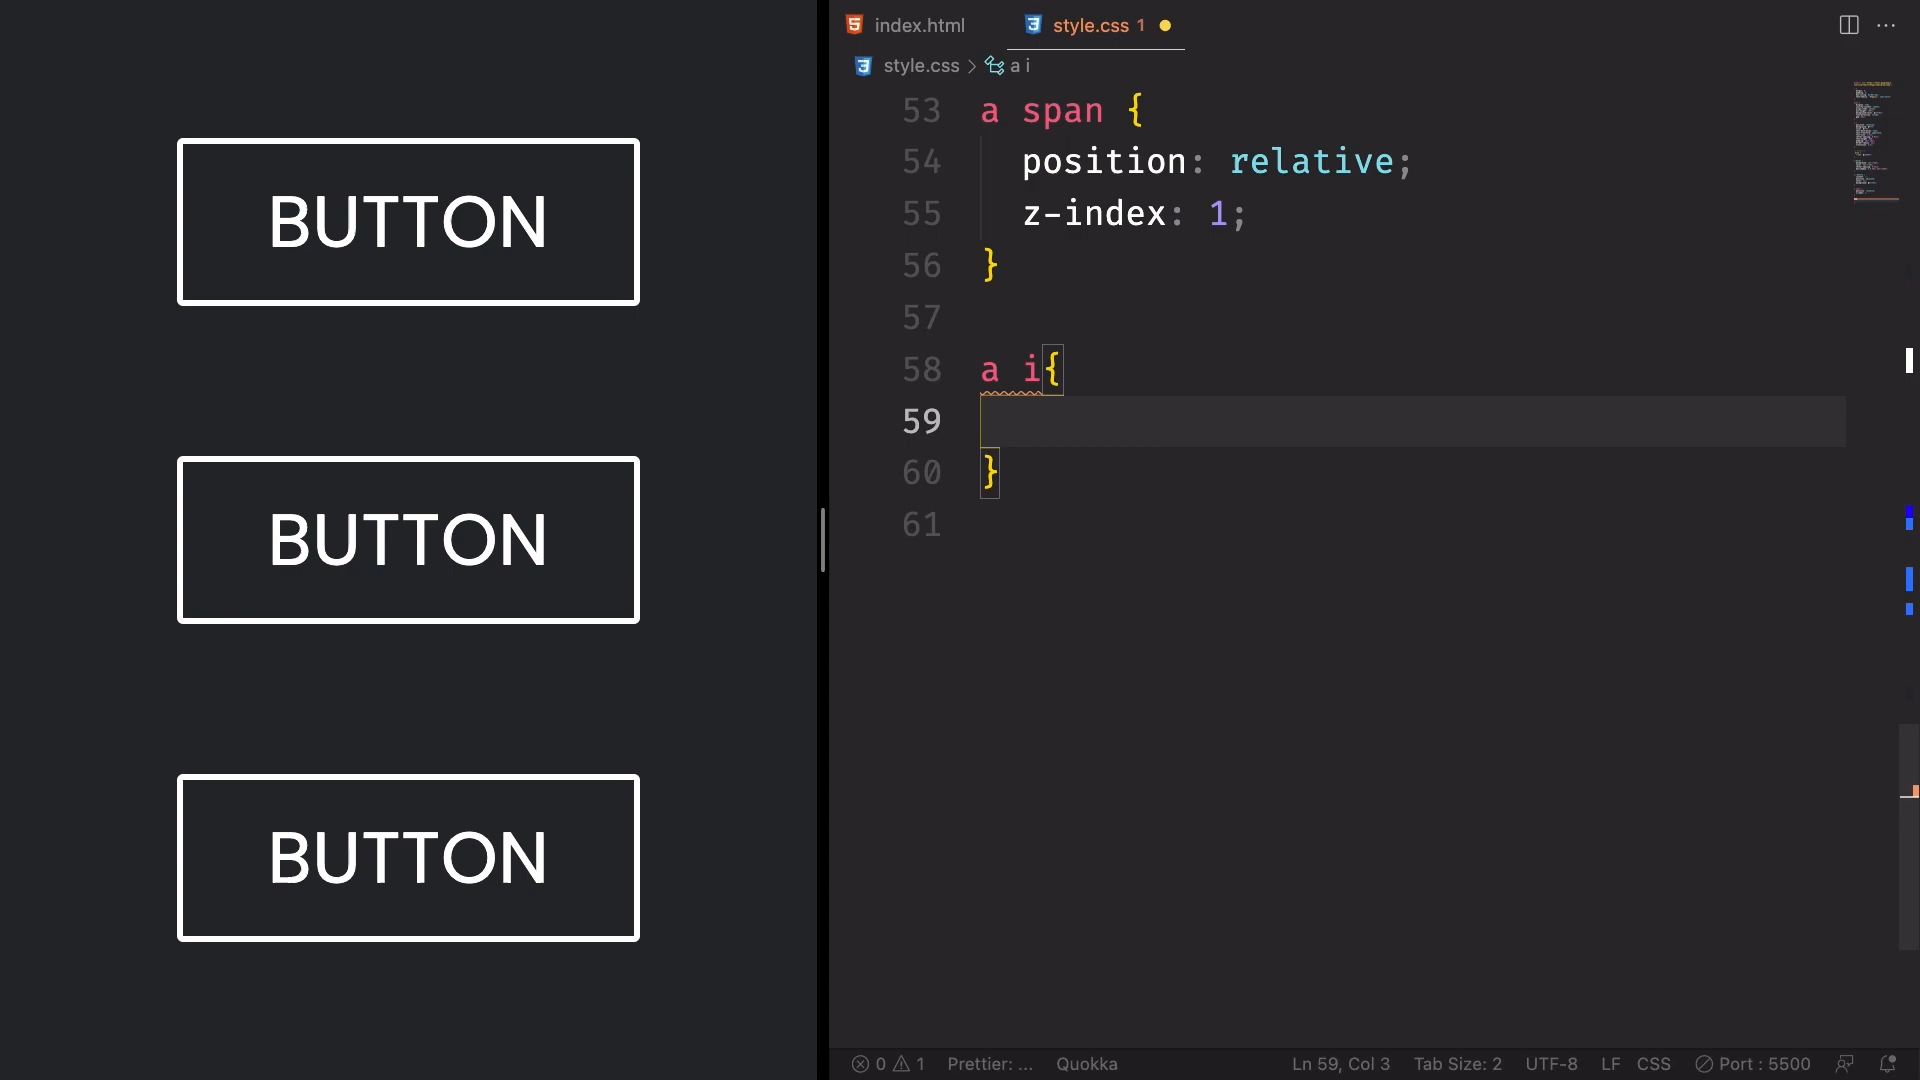 BUTTON
BUTTON
BUTTON
index.html
style.css 1
style.css > a i
53 a span {
54 position: relative;
55 z-index: 1;
56 }
57
58 a i{
59
60 }
61
0 1 Prettier: ... Quokka Ln 59, Col 3 Tab Size: 2 UTF-8 LF CSS Port : 5500